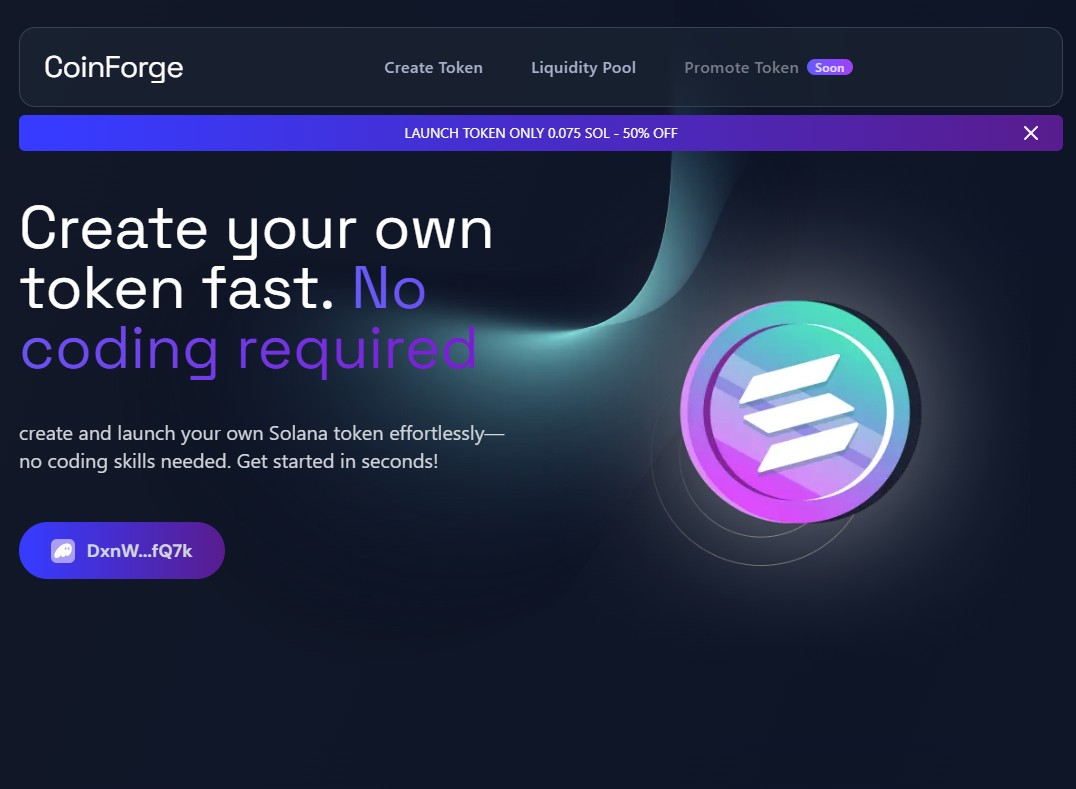 CoinForge
Create Token
Liquidity Pool
Promote Token Soon
LAUNCH TOKEN ONLY 0.075 SOL - 50% OFF
Create your own
token fast. No
coding required
create and launch your own Solana token effortlessly—
no coding skills needed. Get started in seconds!
DxnW...fQ7k